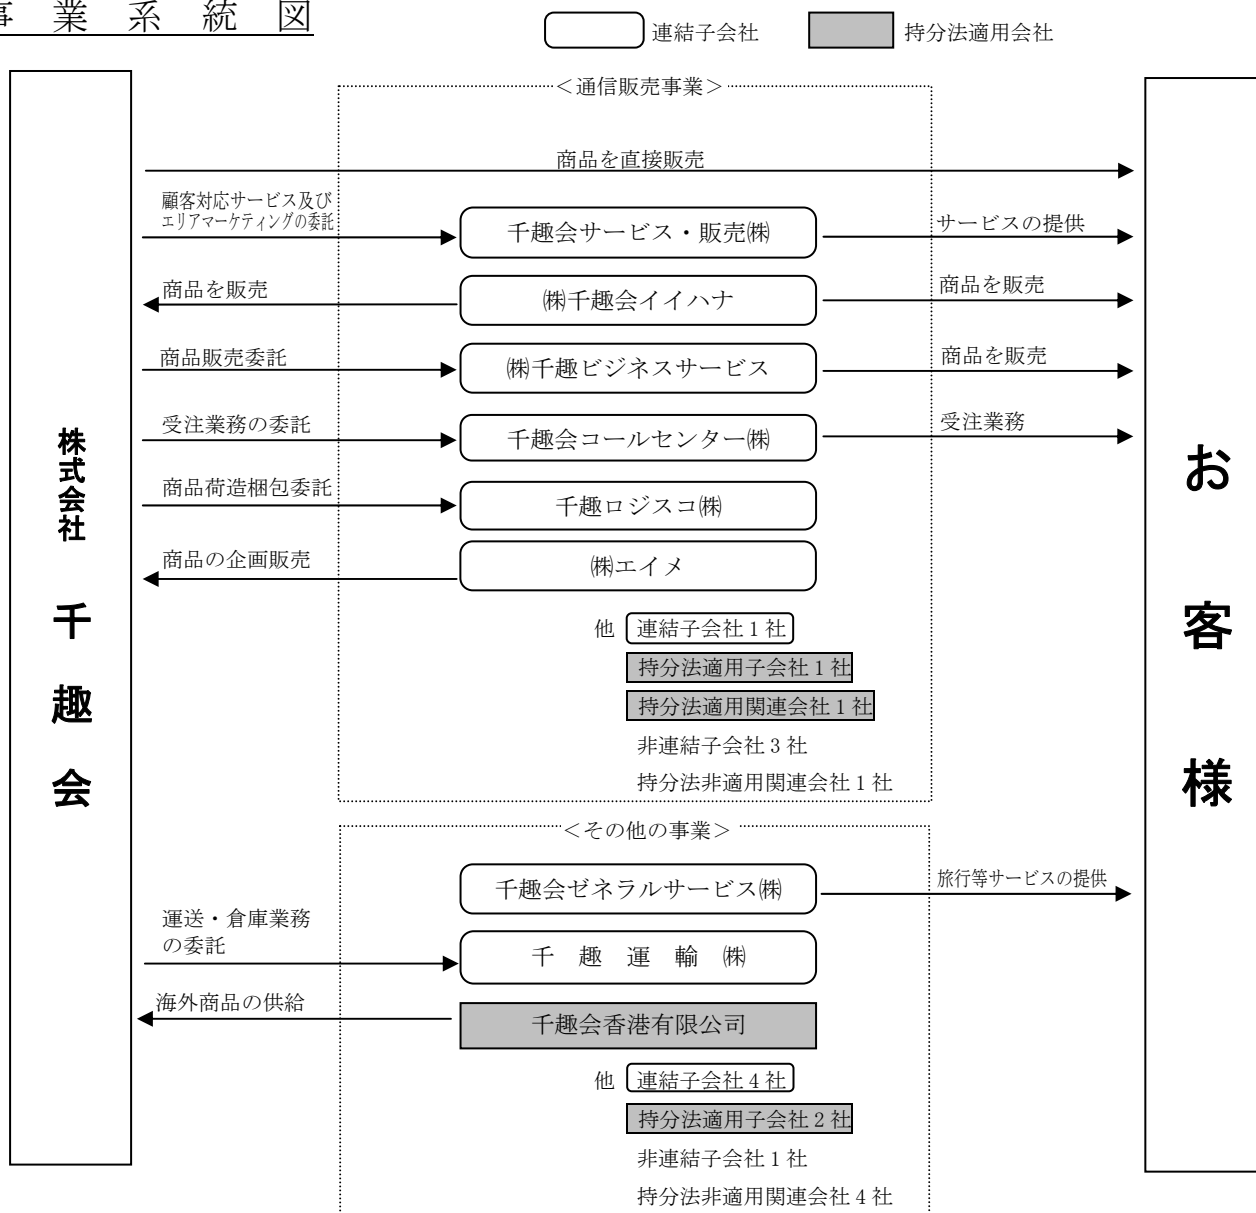 事業系統図
連結子会社
持分法適用会社
株式会社 千趣会
<通信販売事業>
商品を直接販売
顧客対応サービス及び
エリアマーケティングの委託
千趣会サービス・販売㈱
サービスの提供
商品を販売
㈱千趣会イイハナ
商品を販売
商品販売委託
㈱千趣ビジネスサービス
商品を販売
受注業務の委託
千趣会コールセンター㈱
受注業務
商品荷造梱包委託
千趣ロジスコ㈱
商品の企画販売
㈱エイメ
他 連結子会社1社
持分法適用子会社1社
持分法適用関連会社1社
非連結子会社3社
持分法非適用関連会社1社
<その他の事業>
千趣会ゼネラルサービス㈱
旅行等サービスの提供
運送・倉庫業務
の委託
千趣運輸㈱
海外商品の供給
千趣会香港有限公司
他 連結子会社4社
持分法適用子会社2社
非連結子会社1社
持分法非適用関連会社4社
お客様